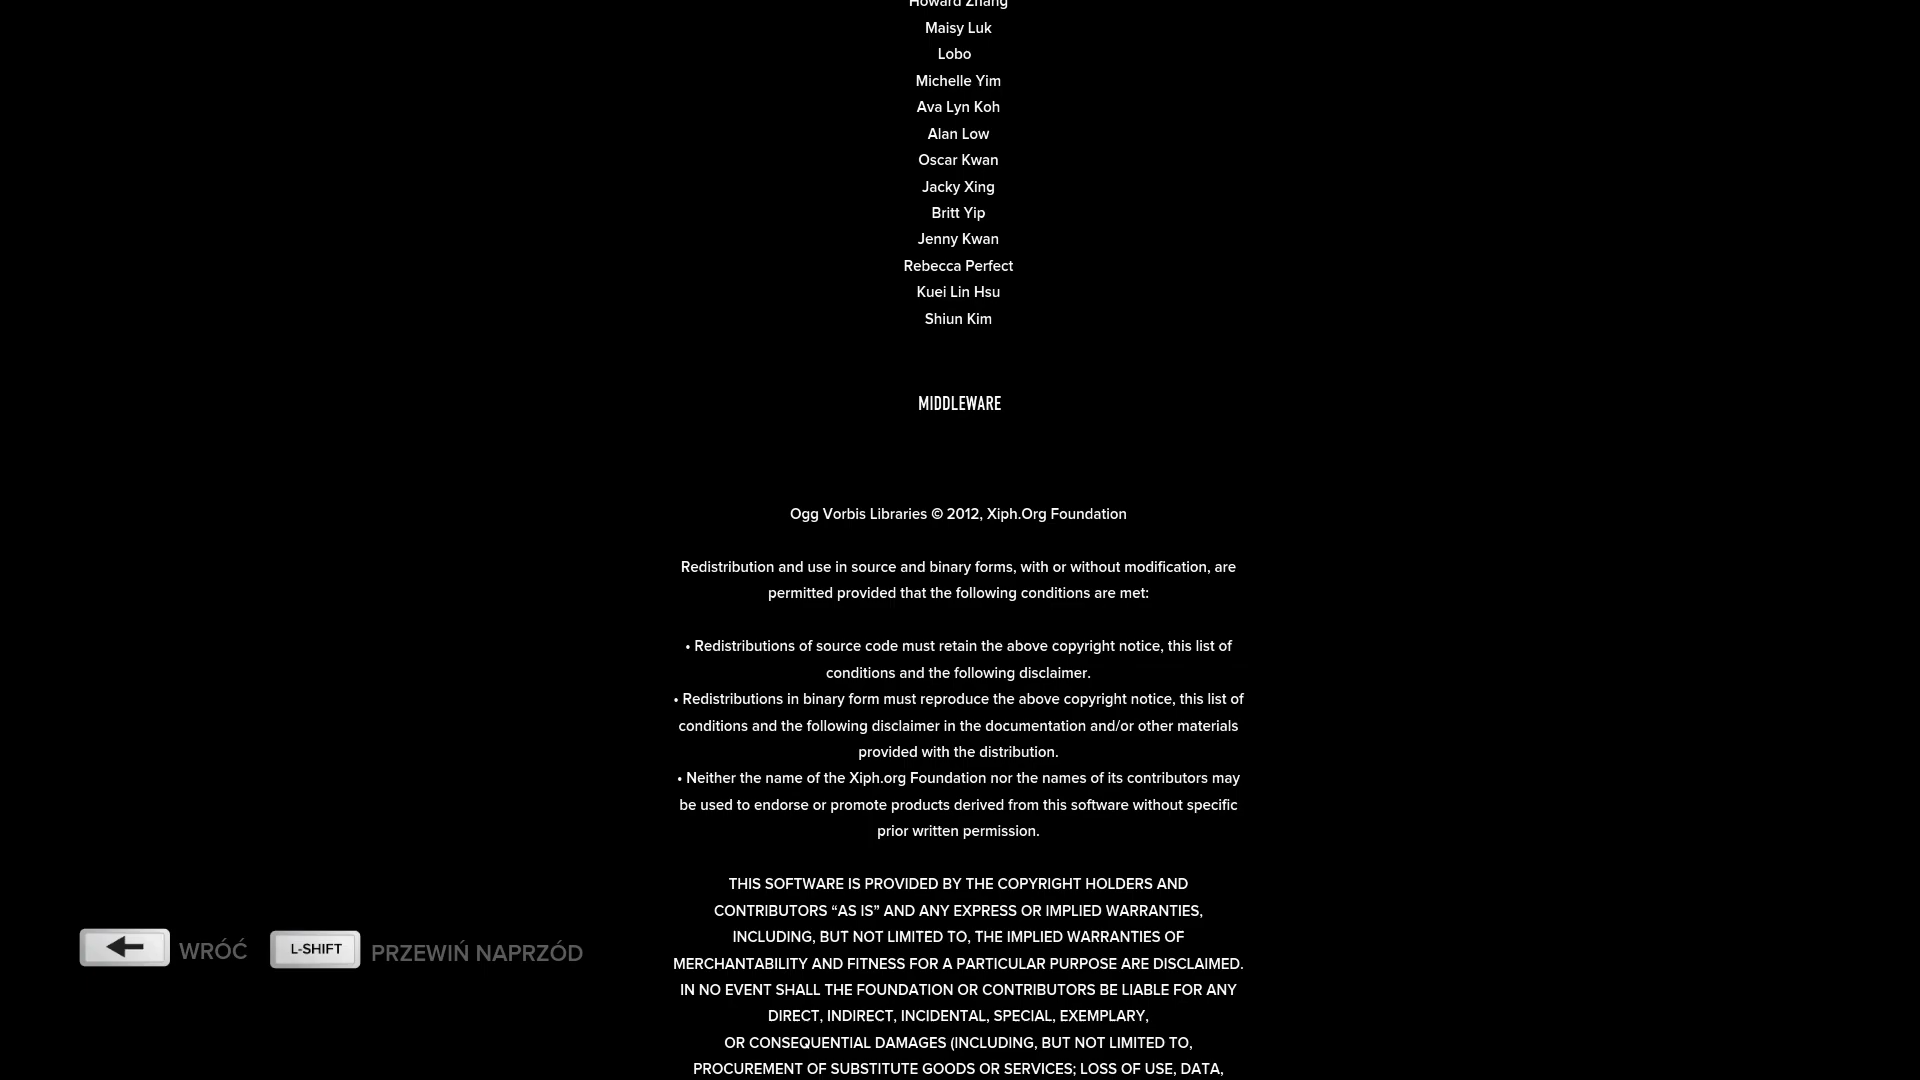 Howard Zhang
Maisy Luk
Lobo
Michelle Yim
Ava Lyn Koh
Alan Low
Oscar Kwan
Jacky Xing
Britt Yip
Jenny Kwan
Rebecca Perfect
Kuei Lin Hsu
Shiun Kim
MIDDLEWARE
Ogg Vorbis Libraries © 2012, Xiph.Org Foundation
Redistribution and use in source and binary forms, with or without modification, are
permitted provided that the following conditions are met:
• Redistributions of source code must retain the above copyright notice, this list of
conditions and the following disclaimer.
• Redistributions in binary form must reproduce the above copyright notice, this list of
conditions and the following disclaimer in the documentation and/or other materials
provided with the distribution.
• Neither the name of the Xiph.org Foundation nor the names of its contributors may
be used to endorse or promote products derived from this software without specific
prior written permission.
THIS SOFTWARE IS PROVIDED BY THE COPYRIGHT HOLDERS AND
CONTRIBUTORS “AS IS” AND ANY EXPRESS OR IMPLIED WARRANTIES,
INCLUDING, BUT NOT LIMITED TO, THE IMPLIED WARRANTIES OF
MERCHANTABILITY AND FITNESS FOR A PARTICULAR PURPOSE ARE DISCLAIMED.
IN NO EVENT SHALL THE FOUNDATION OR CONTRIBUTORS BE LIABLE FOR ANY
DIRECT, INDIRECT, INCIDENTAL, SPECIAL, EXEMPLARY,
OR CONSEQUENTIAL DAMAGES (INCLUDING, BUT NOT LIMITED TO,
PROCUREMENT OF SUBSTITUTE GOODS OR SERVICES; LOSS OF USE, DATA,
WRÓĆ
L-SHIFT PRZEWIŃ NAPRZÓD